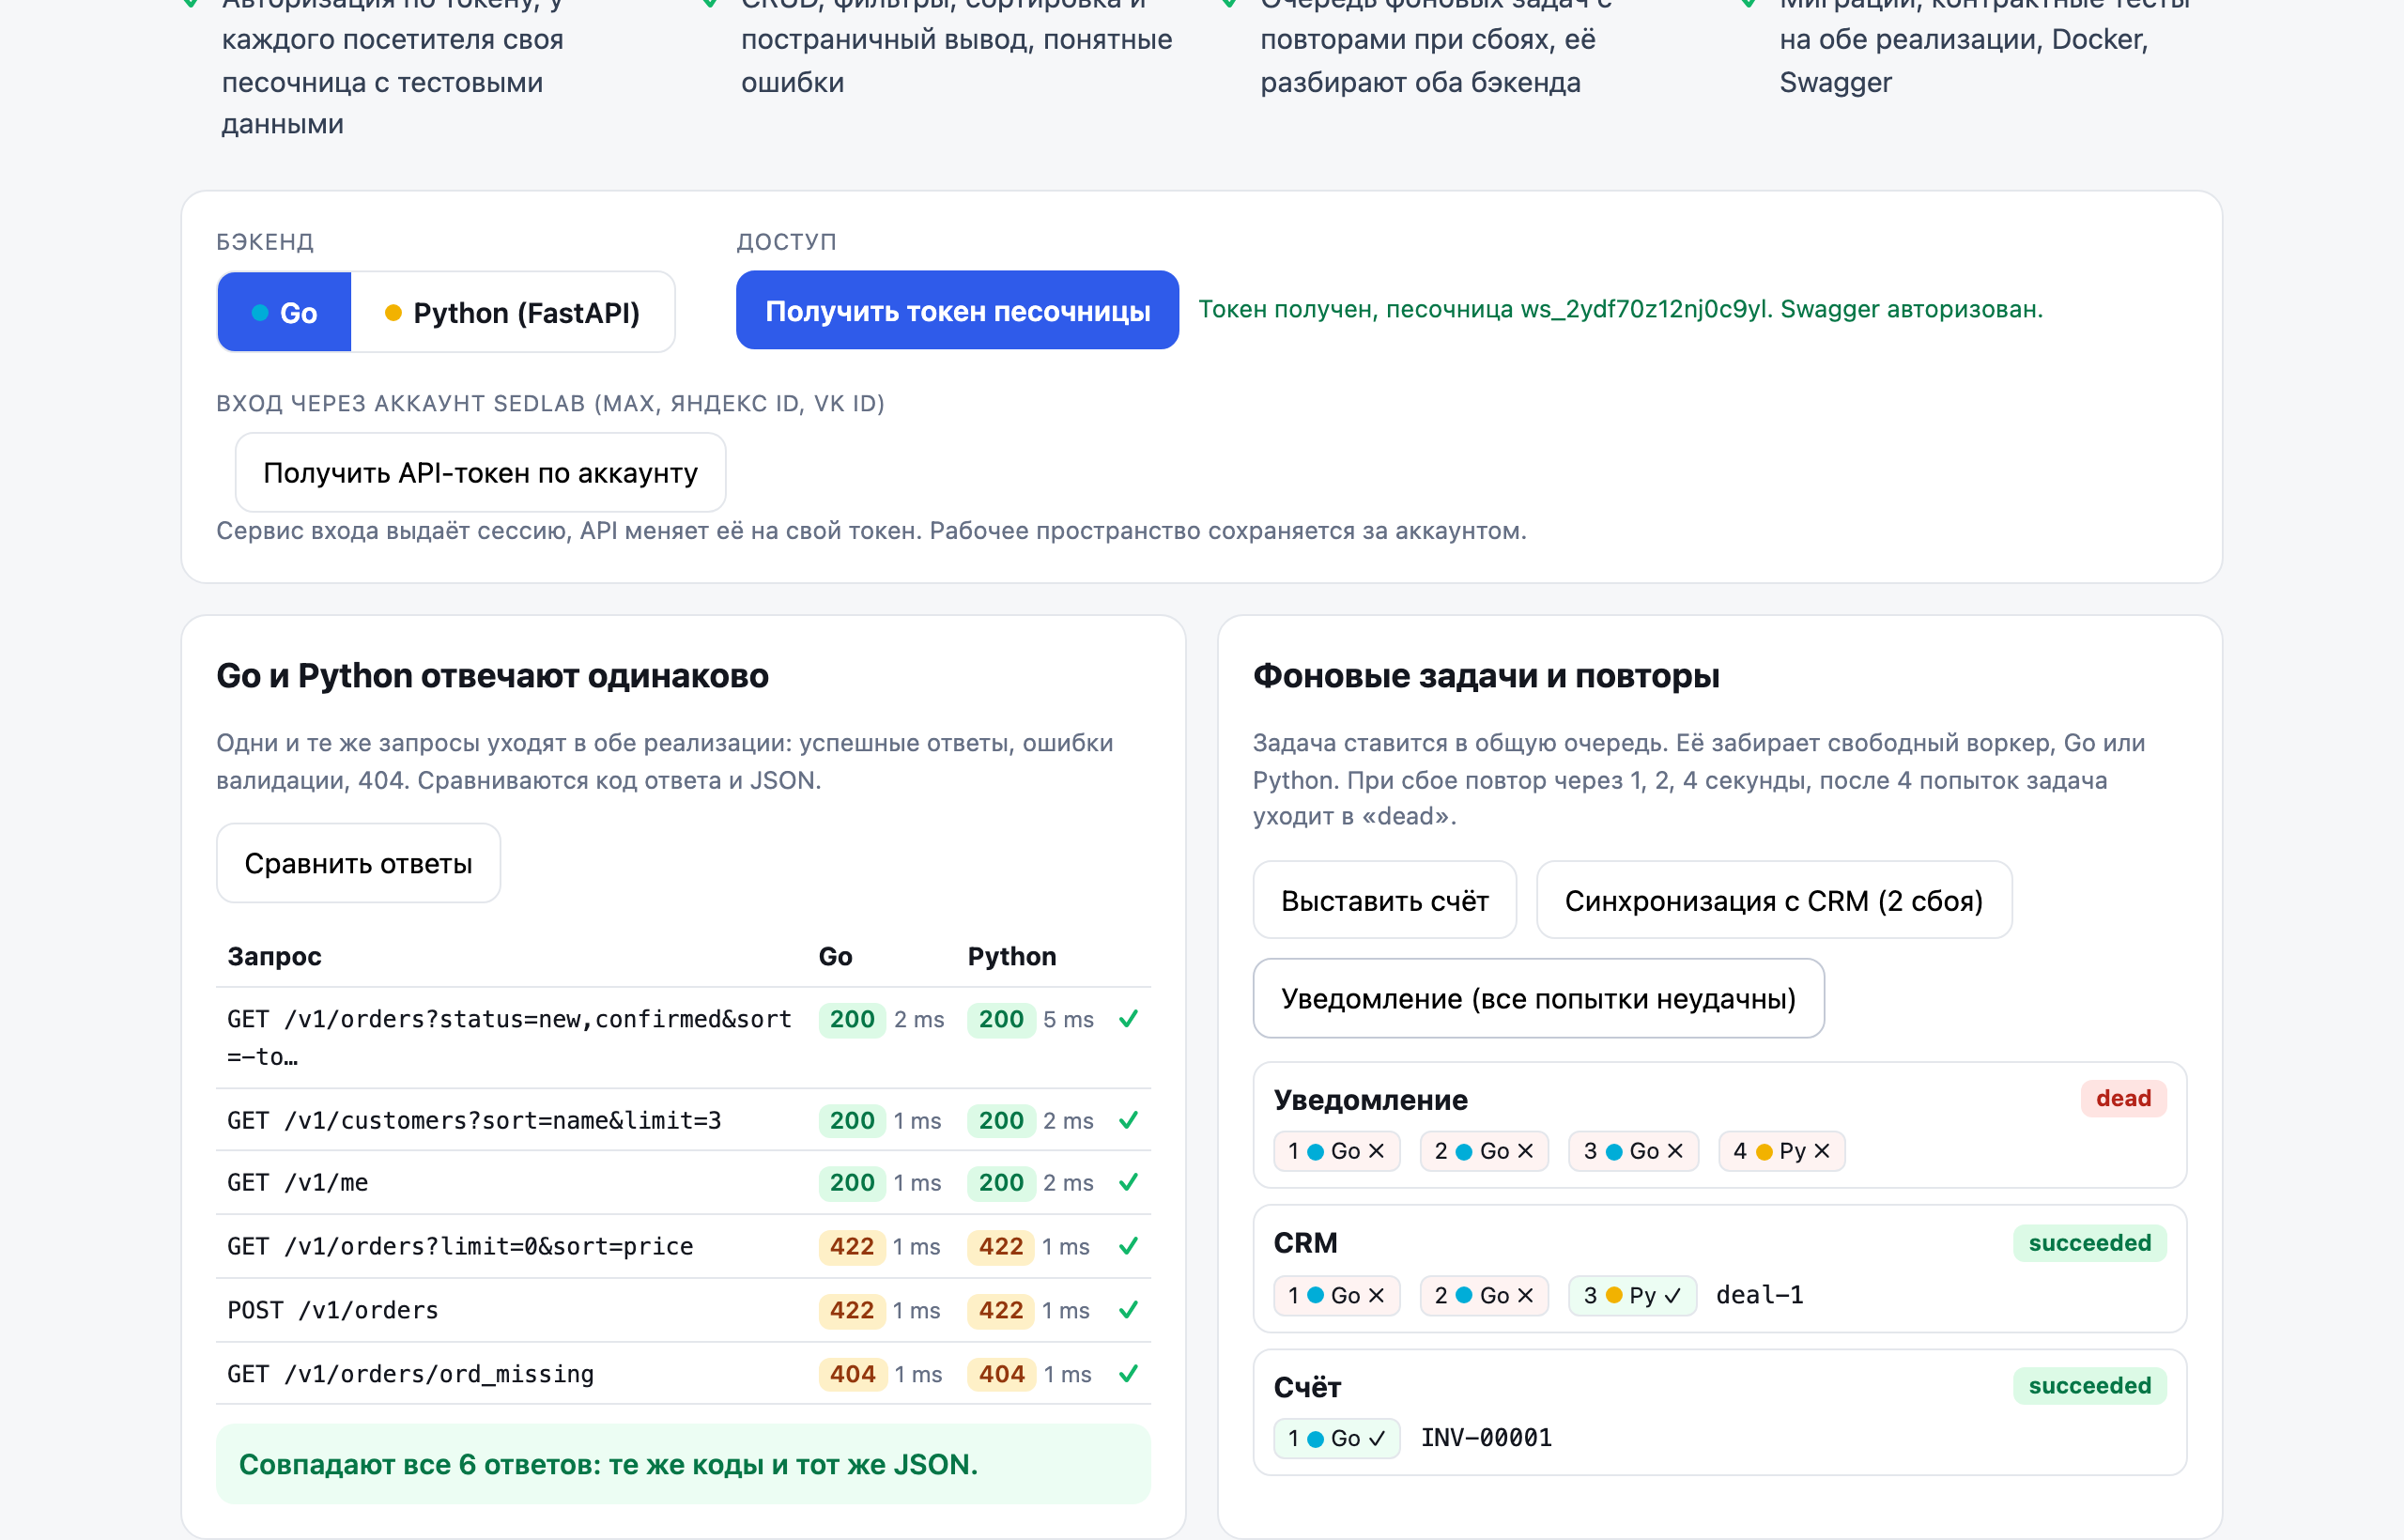 Авторизация по токену, у
каждого посетителя своя
песочница с тестовыми
данными
CRUD, фильтры, сортировка и
постраничный вывод, понятные
ошибки
Очередь фоновых задач с
повторами при сбоях, её
разбирают оба бэкенда
Миграции, контрактные тесты
на обе реализации, Docker,
Swagger
БЭКЕНД
Go
Python (FastAPI)
ДОСТУП
Получить токен песочницы
Токен получен, песочница ws_2ydf70z12nj0c9yl. Swagger авторизован.
ВХОД ЧЕРЕЗ АККАУНТ SEDLAB (MAX, ЯНДЕКС ID, VK ID)
Получить API-токен по аккаунту
Сервис входа выдаёт сессию, API меняет её на свой токен. Рабочее пространство сохраняется за аккаунтом.
Go и Python отвечают одинаково
Одни и те же запросы уходят в обе реализации: успешные ответы, ошибки
валидации, 404. Сравниваются код ответа и JSON.
Сравнить ответы
Запрос Go Python
GET /v1/orders?status=new,confirmed&sort 200 2 ms 200 5 ms ✓
=-to…
GET /v1/customers?sort=name&limit=3 200 1 ms 200 2 ms ✓
GET /v1/me 200 1 ms 200 2 ms ✓
GET /v1/orders?limit=0&sort=price 422 1 ms 422 1 ms ✓
POST /v1/orders 422 1 ms 422 1 ms ✓
GET /v1/orders/ord_missing 404 1 ms 404 1 ms ✓
Совпадают все 6 ответов: те же коды и тот же JSON.
Фоновые задачи и повторы
Задача ставится в общую очередь. Её забирает свободный воркер, Go или
Python. При сбое повтор через 1, 2, 4 секунды, после 4 попыток задача
уходит в «dead».
Выставить счёт
Синхронизация с CRM (2 сбоя)
Уведомление (все попытки неудачны)
Уведомление dead
1 Go ✕ 2 Go ✕ 3 Go ✕ 4 Py ✕
CRM succeeded
1 Go ✕ 2 Go ✕ 3 Py ✓ deal-1
Счёт succeeded
1 Go ✓ INV-00001